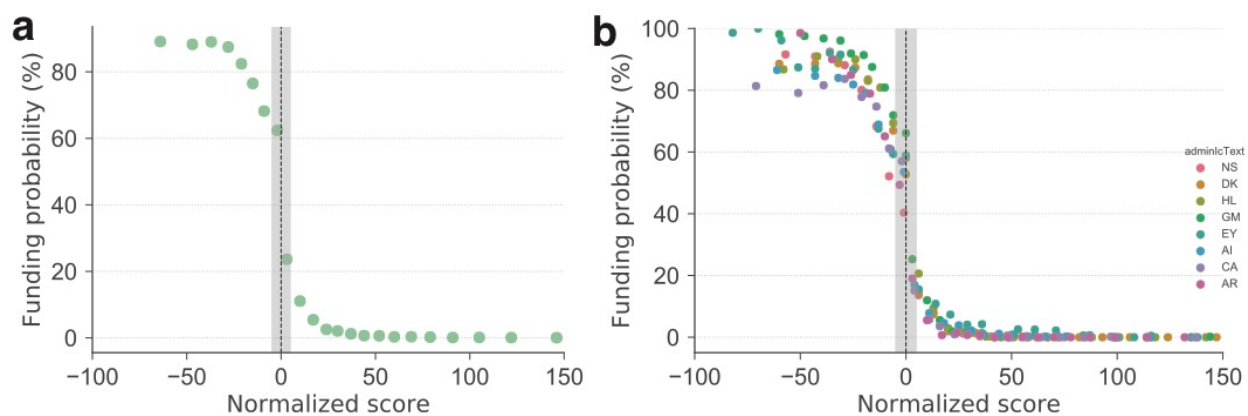 a
Funding probability (%)
80
60
40
20
0
−100
−50
0
50
100
150
Normalized score
b
Funding probability (%)
100
80
60
40
20
0
−100
−50
0
50
100
150
Normalized score
adminIcText
NS
DK
HL
GM
EY
AI
CA
AR